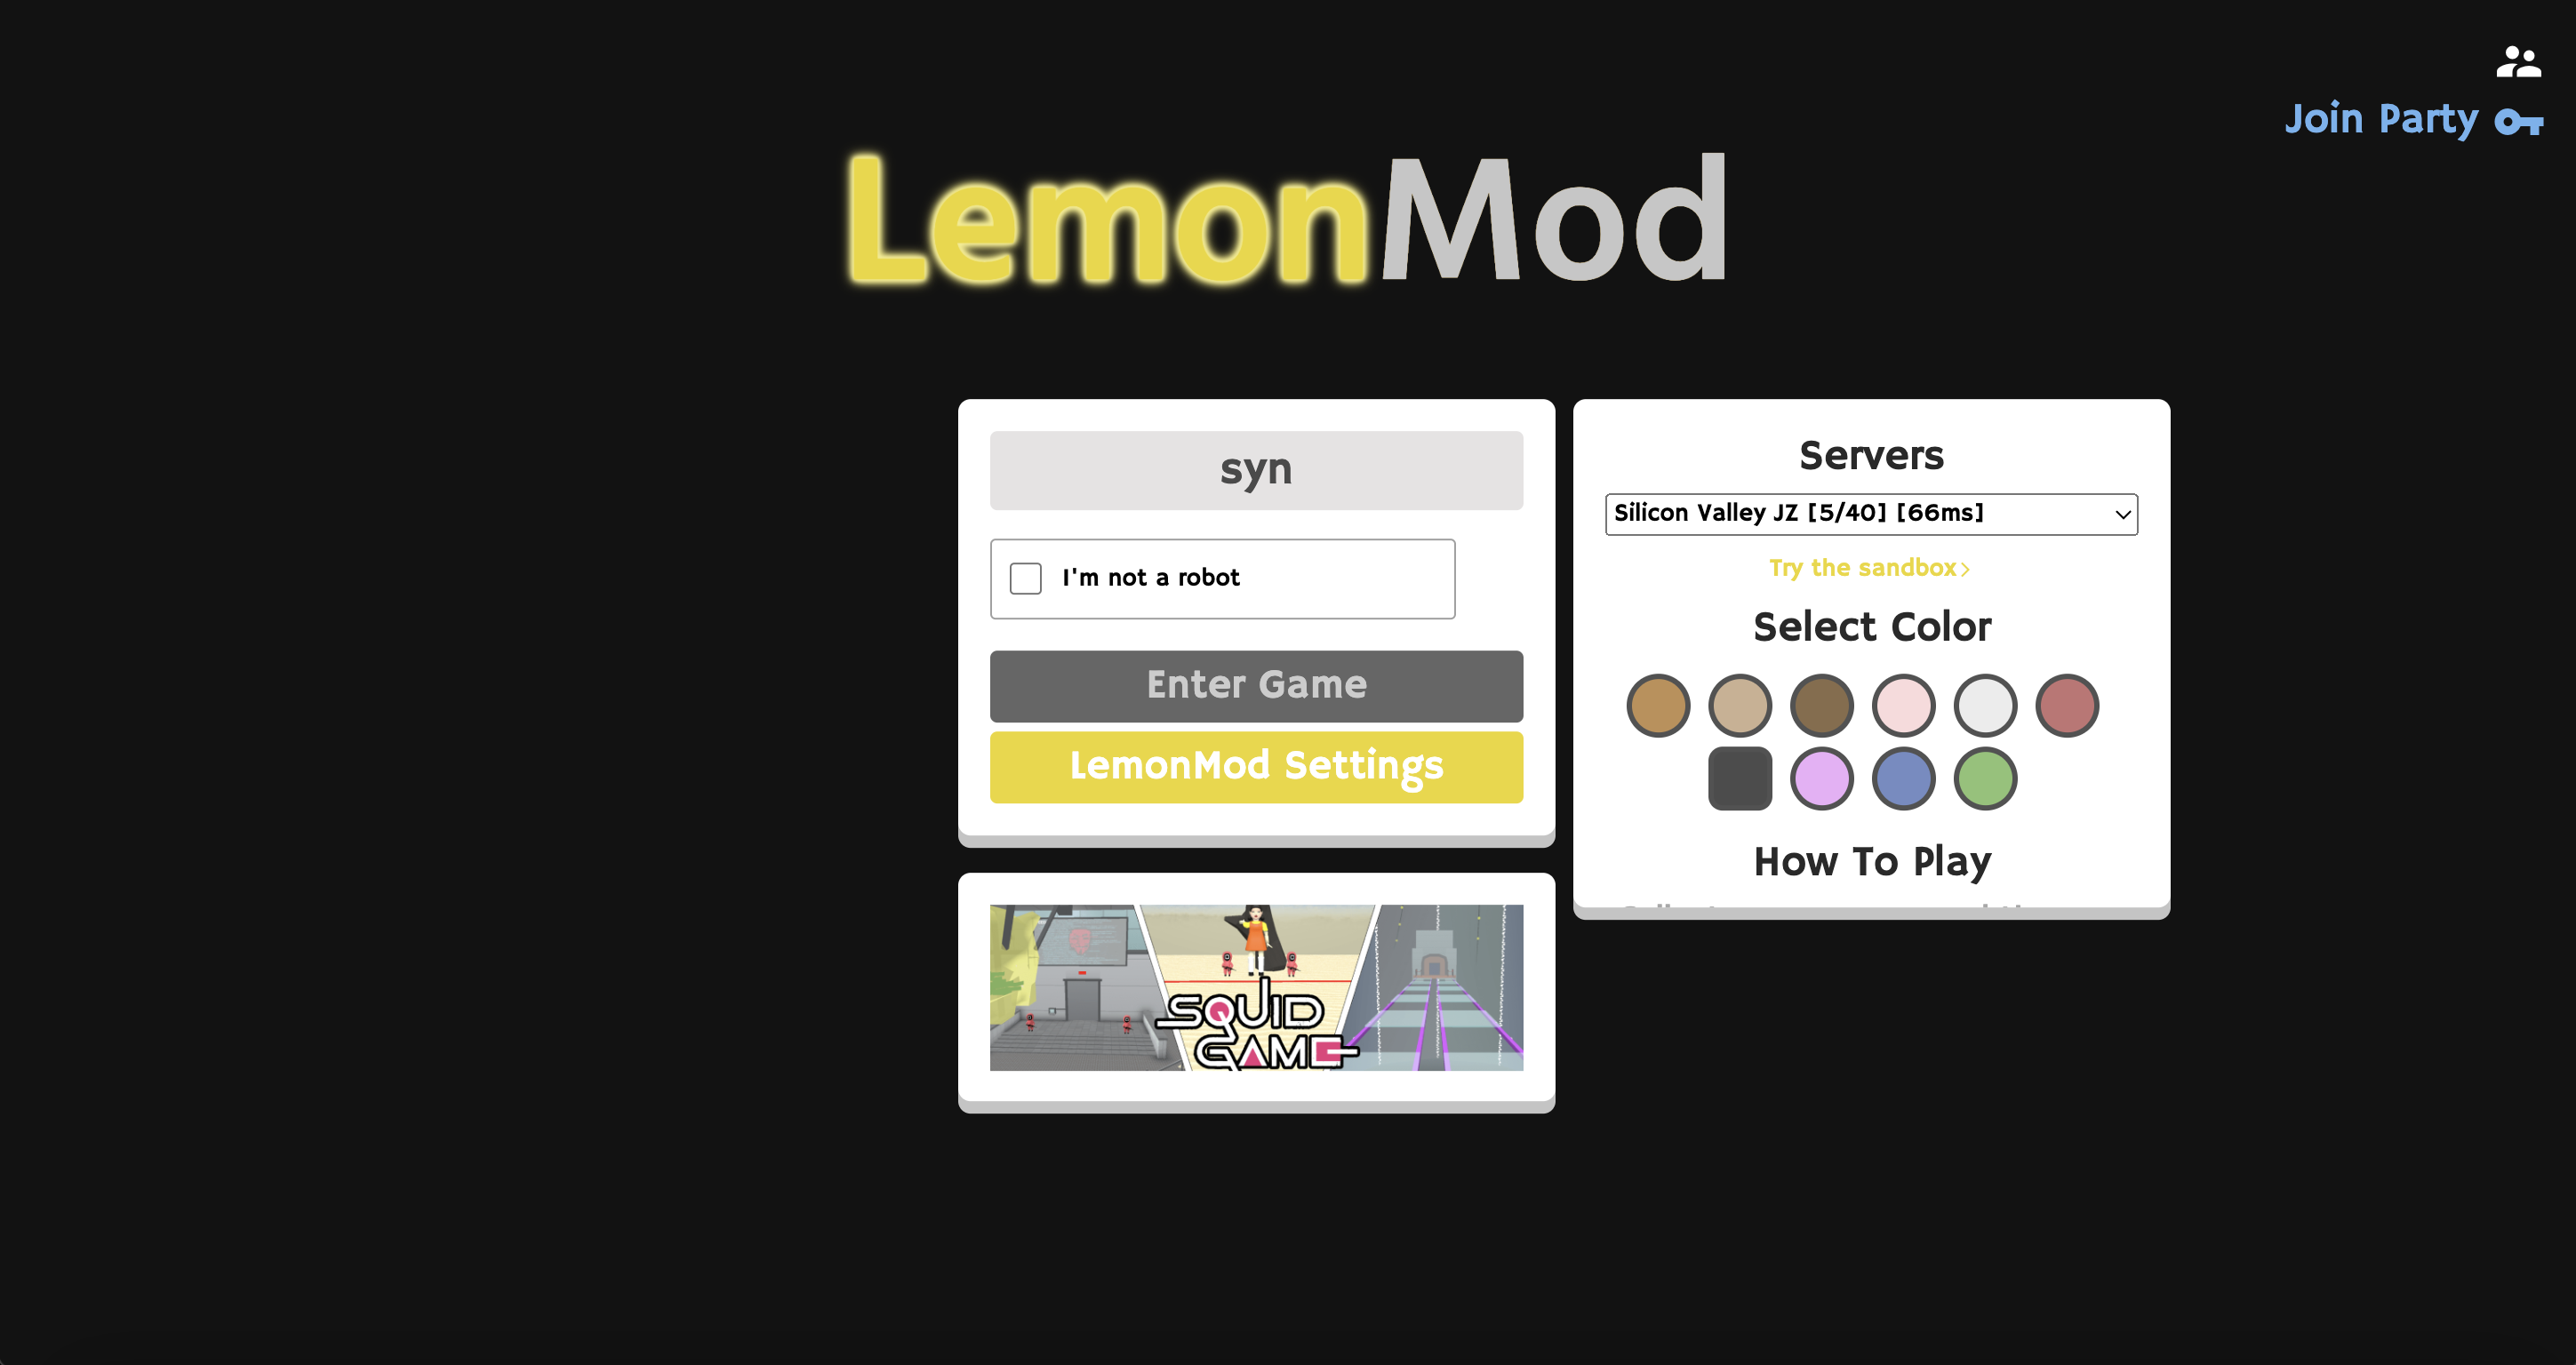 Join Party
LemonMod
syn
I'm not a robot
Enter Game
LemonMod Settings
SQUID
GAME
Servers
Silicon Valley JZ [5/40] [66ms]
Try the sandbox>
Select Color
How To Play